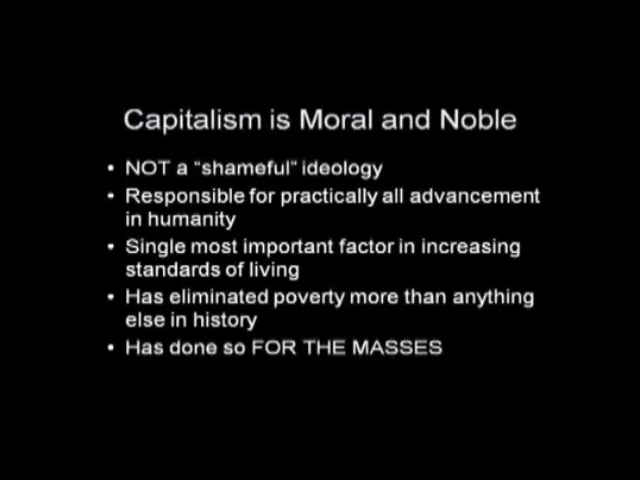 Capitalism is Moral and Noble
• NOT a "shameful" ideology
• Responsible for practically all advancement
in humanity
• Single most important factor in increasing
standards of living
• Has eliminated poverty more than anything
else in history
• Has done so FOR THE MASSES